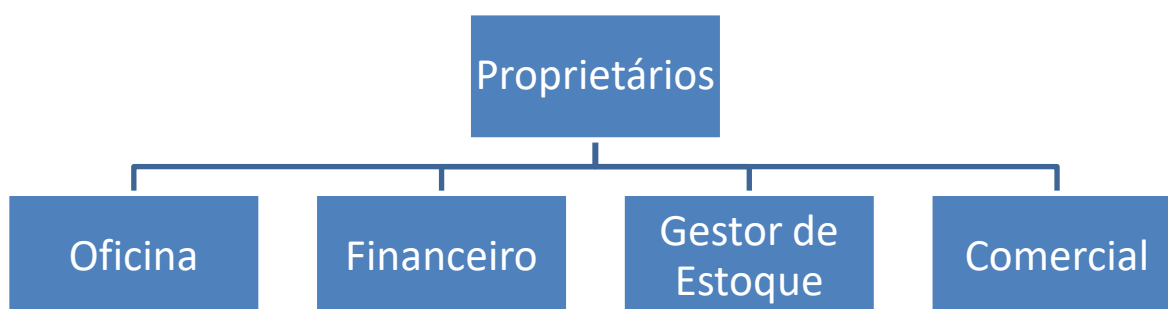 Proprietários
Oficina
Financeiro
Gestor de
Estoque
Comercial